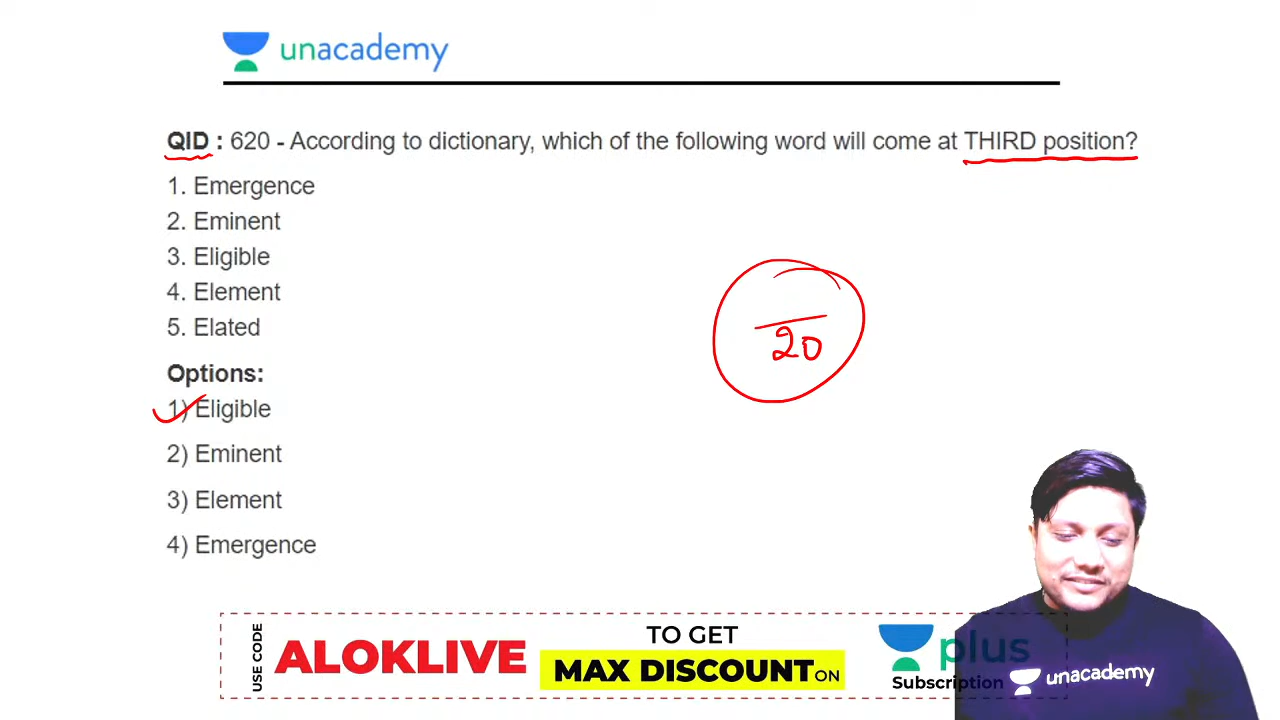 unacademy
QID : 620 - According to dictionary, which of the following word will come at THIRD position?
1. Emergence
2. Eminent
3. Eligible
4. Element
5. Elated
20
Options:
1) Eligible
2) Eminent
3) Element
4) Emergence
USE CODE
ALOKLIVE
TO GET
MAX DISCOUNT ON
plus
Subscription
unacademy